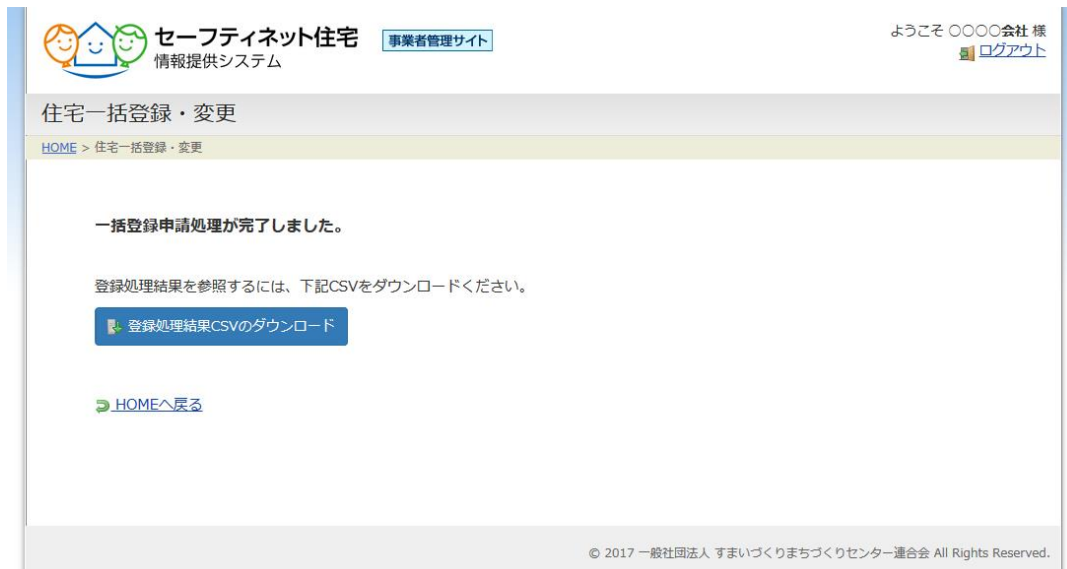 セーフティネット住宅
情報提供システム
事業者管理サイト
ようこそ ○○○○会社 様
ログアウト
住宅一括登録・変更
HOME > 住宅一括登録・変更
一括登録申請処理が完了しました。
登録処理結果を参照するには、下記CSVをダウンロードください。
登録処理結果CSVのダウンロード
HOMEへ戻る
© 2017 一般社団法人 すまいづくりまちづくりセンター連合会 All Rights Reserved.